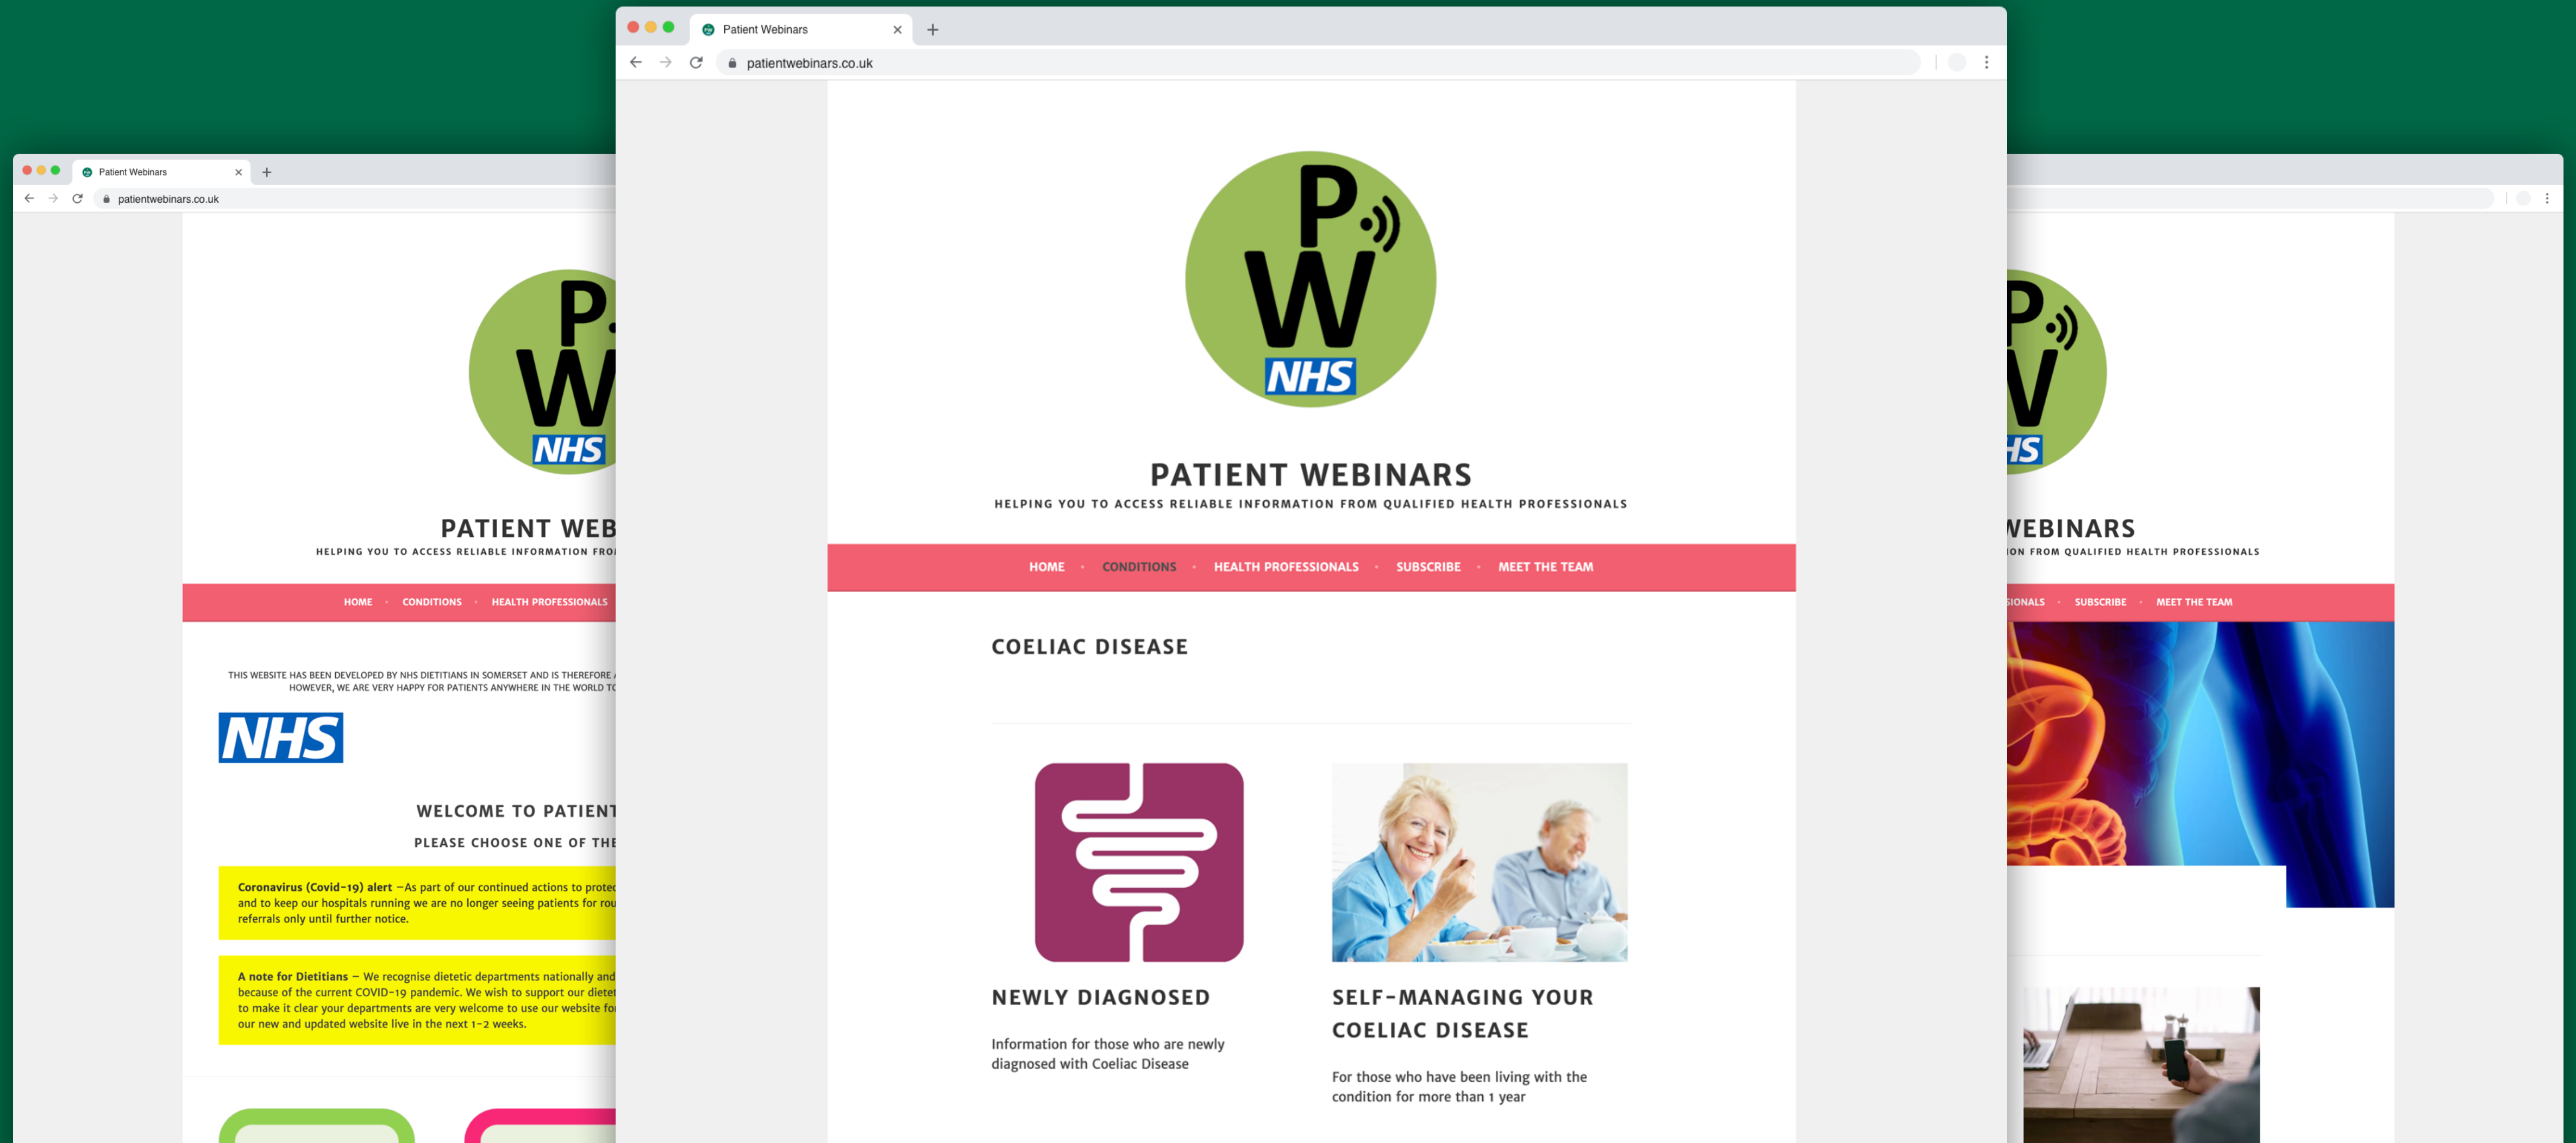 Patient Webinars
patientwebinars.co.uk
P
W
NHS
PATIENT WEB
HELPING YOU TO ACCESS RELIABLE INFORMATION FRO
HOME · CONDITIONS · HEALTH PROFESSIONALS
THIS WEBSITE HAS BEEN DEVELOPED BY NHS DIETITIANS IN SOMERSET AND IS THEREFORE
HOWEVER, WE ARE VERY HAPPY FOR PATIENTS ANYWHERE IN THE WORLD TO
NHS
WELCOME TO PATIENT
PLEASE CHOOSE ONE OF THE
Coronavirus (Covid-19) alert –As part of our continued actions to protec
and to keep our hospitals running we are no longer seeing patients for rou
referrals only until further notice.
A note for Dietitians – We recognise dietetic departments nationally and
because of the current COVID-19 pandemic. We wish to support our dietet
to make it clear your departments are very welcome to use our website fo
our new and updated website live in the next 1-2 weeks.
Patient Webinars
patientwebinars.co.uk
P
W
NHS
PATIENT WEBINARS
HELPING YOU TO ACCESS RELIABLE INFORMATION FROM QUALIFIED HEALTH PROFESSIONALS
HOME · CONDITIONS · HEALTH PROFESSIONALS · SUBSCRIBE · MEET THE TEAM
COELIAC DISEASE
NEWLY DIAGNOSED
Information for those who are newly
diagnosed with Coeliac Disease
SELF-MANAGING YOUR
COELIAC DISEASE
For those who have been living with the
condition for more than 1 year
P
W
HS
WEBINARS
ION FROM QUALIFIED HEALTH PROFESSIONALS
SIONALS · SUBSCRIBE · MEET THE TEAM